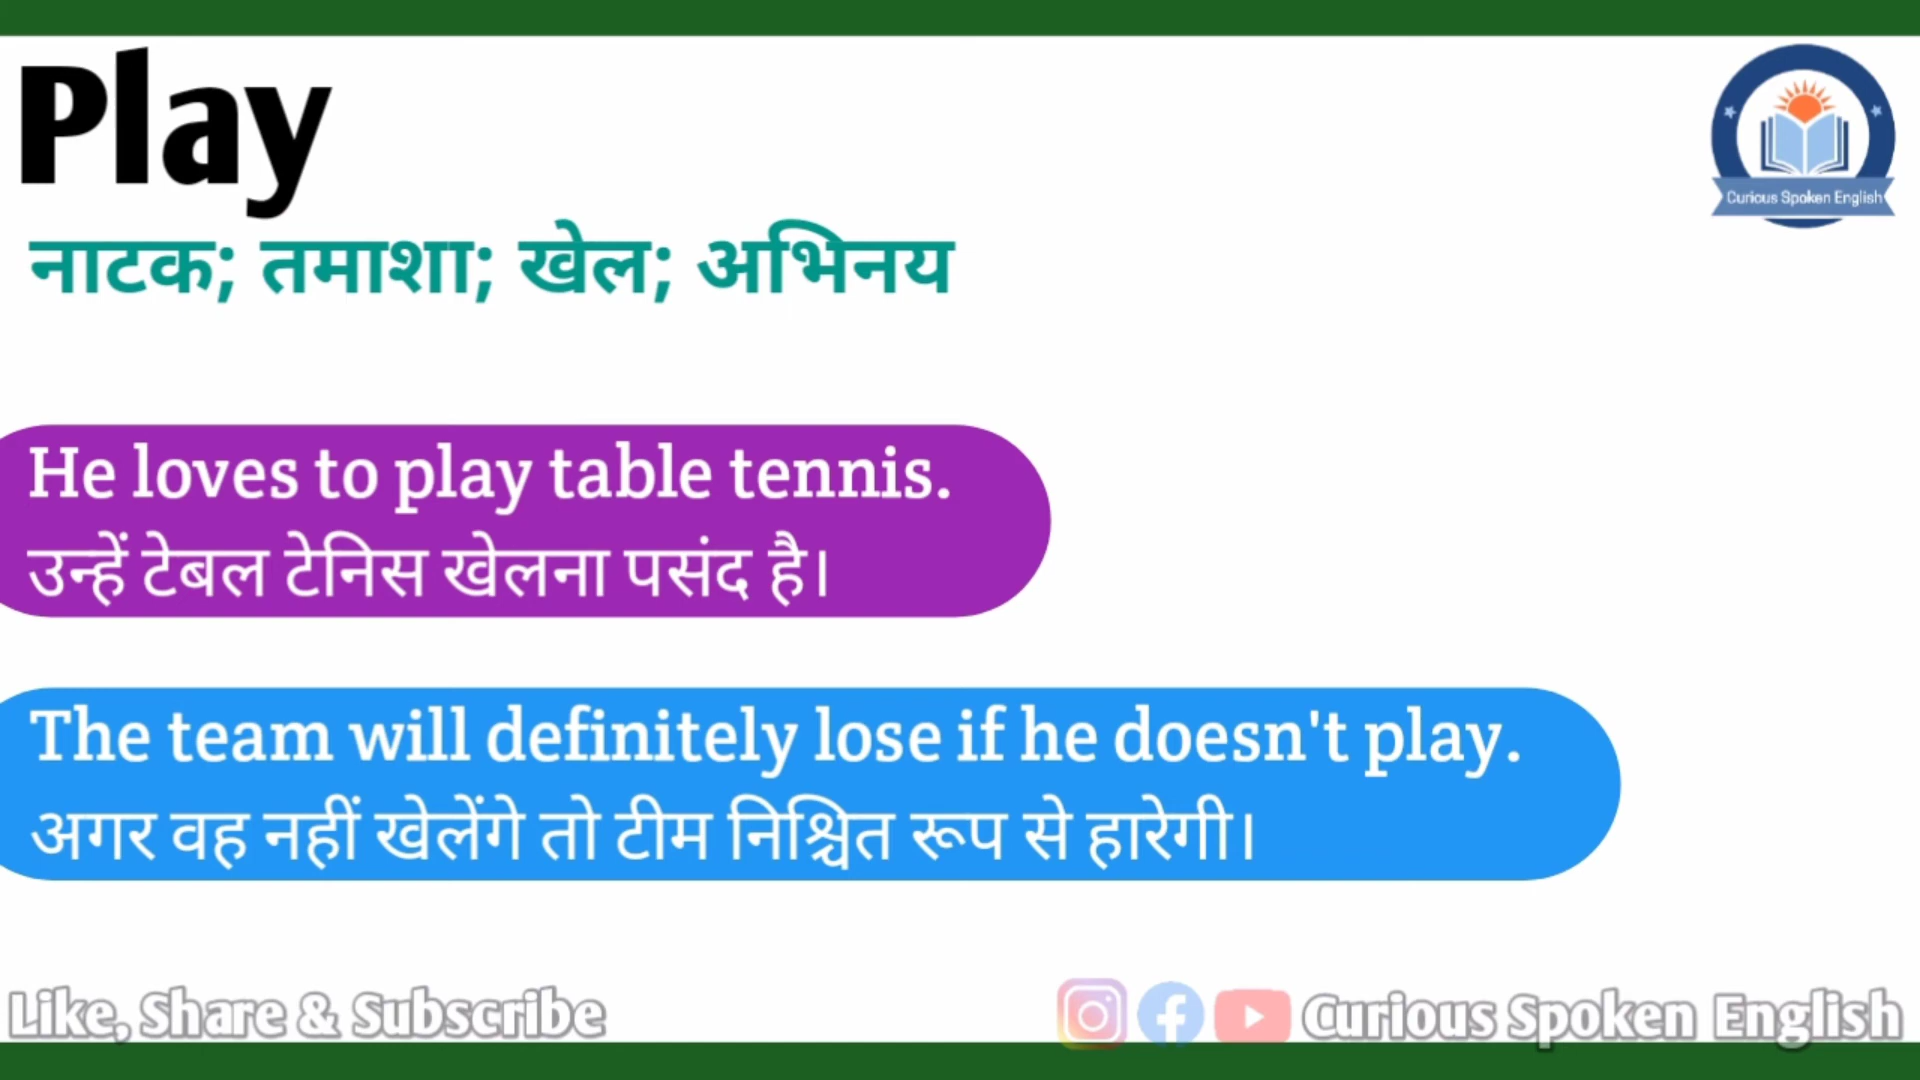 Play
Curious Spoken English
नाटक; तमाशा; खेल; अभिनय
He loves to play table tennis.
उन्हें टेबल टेनिस खेलना पसंद है।
The team will definitely lose if he doesn't play.
अगर वह नहीं खेलेंगे तो टीम निश्चित रूप से हारेगी।
Like, Share & Subscribe
Curious Spoken English